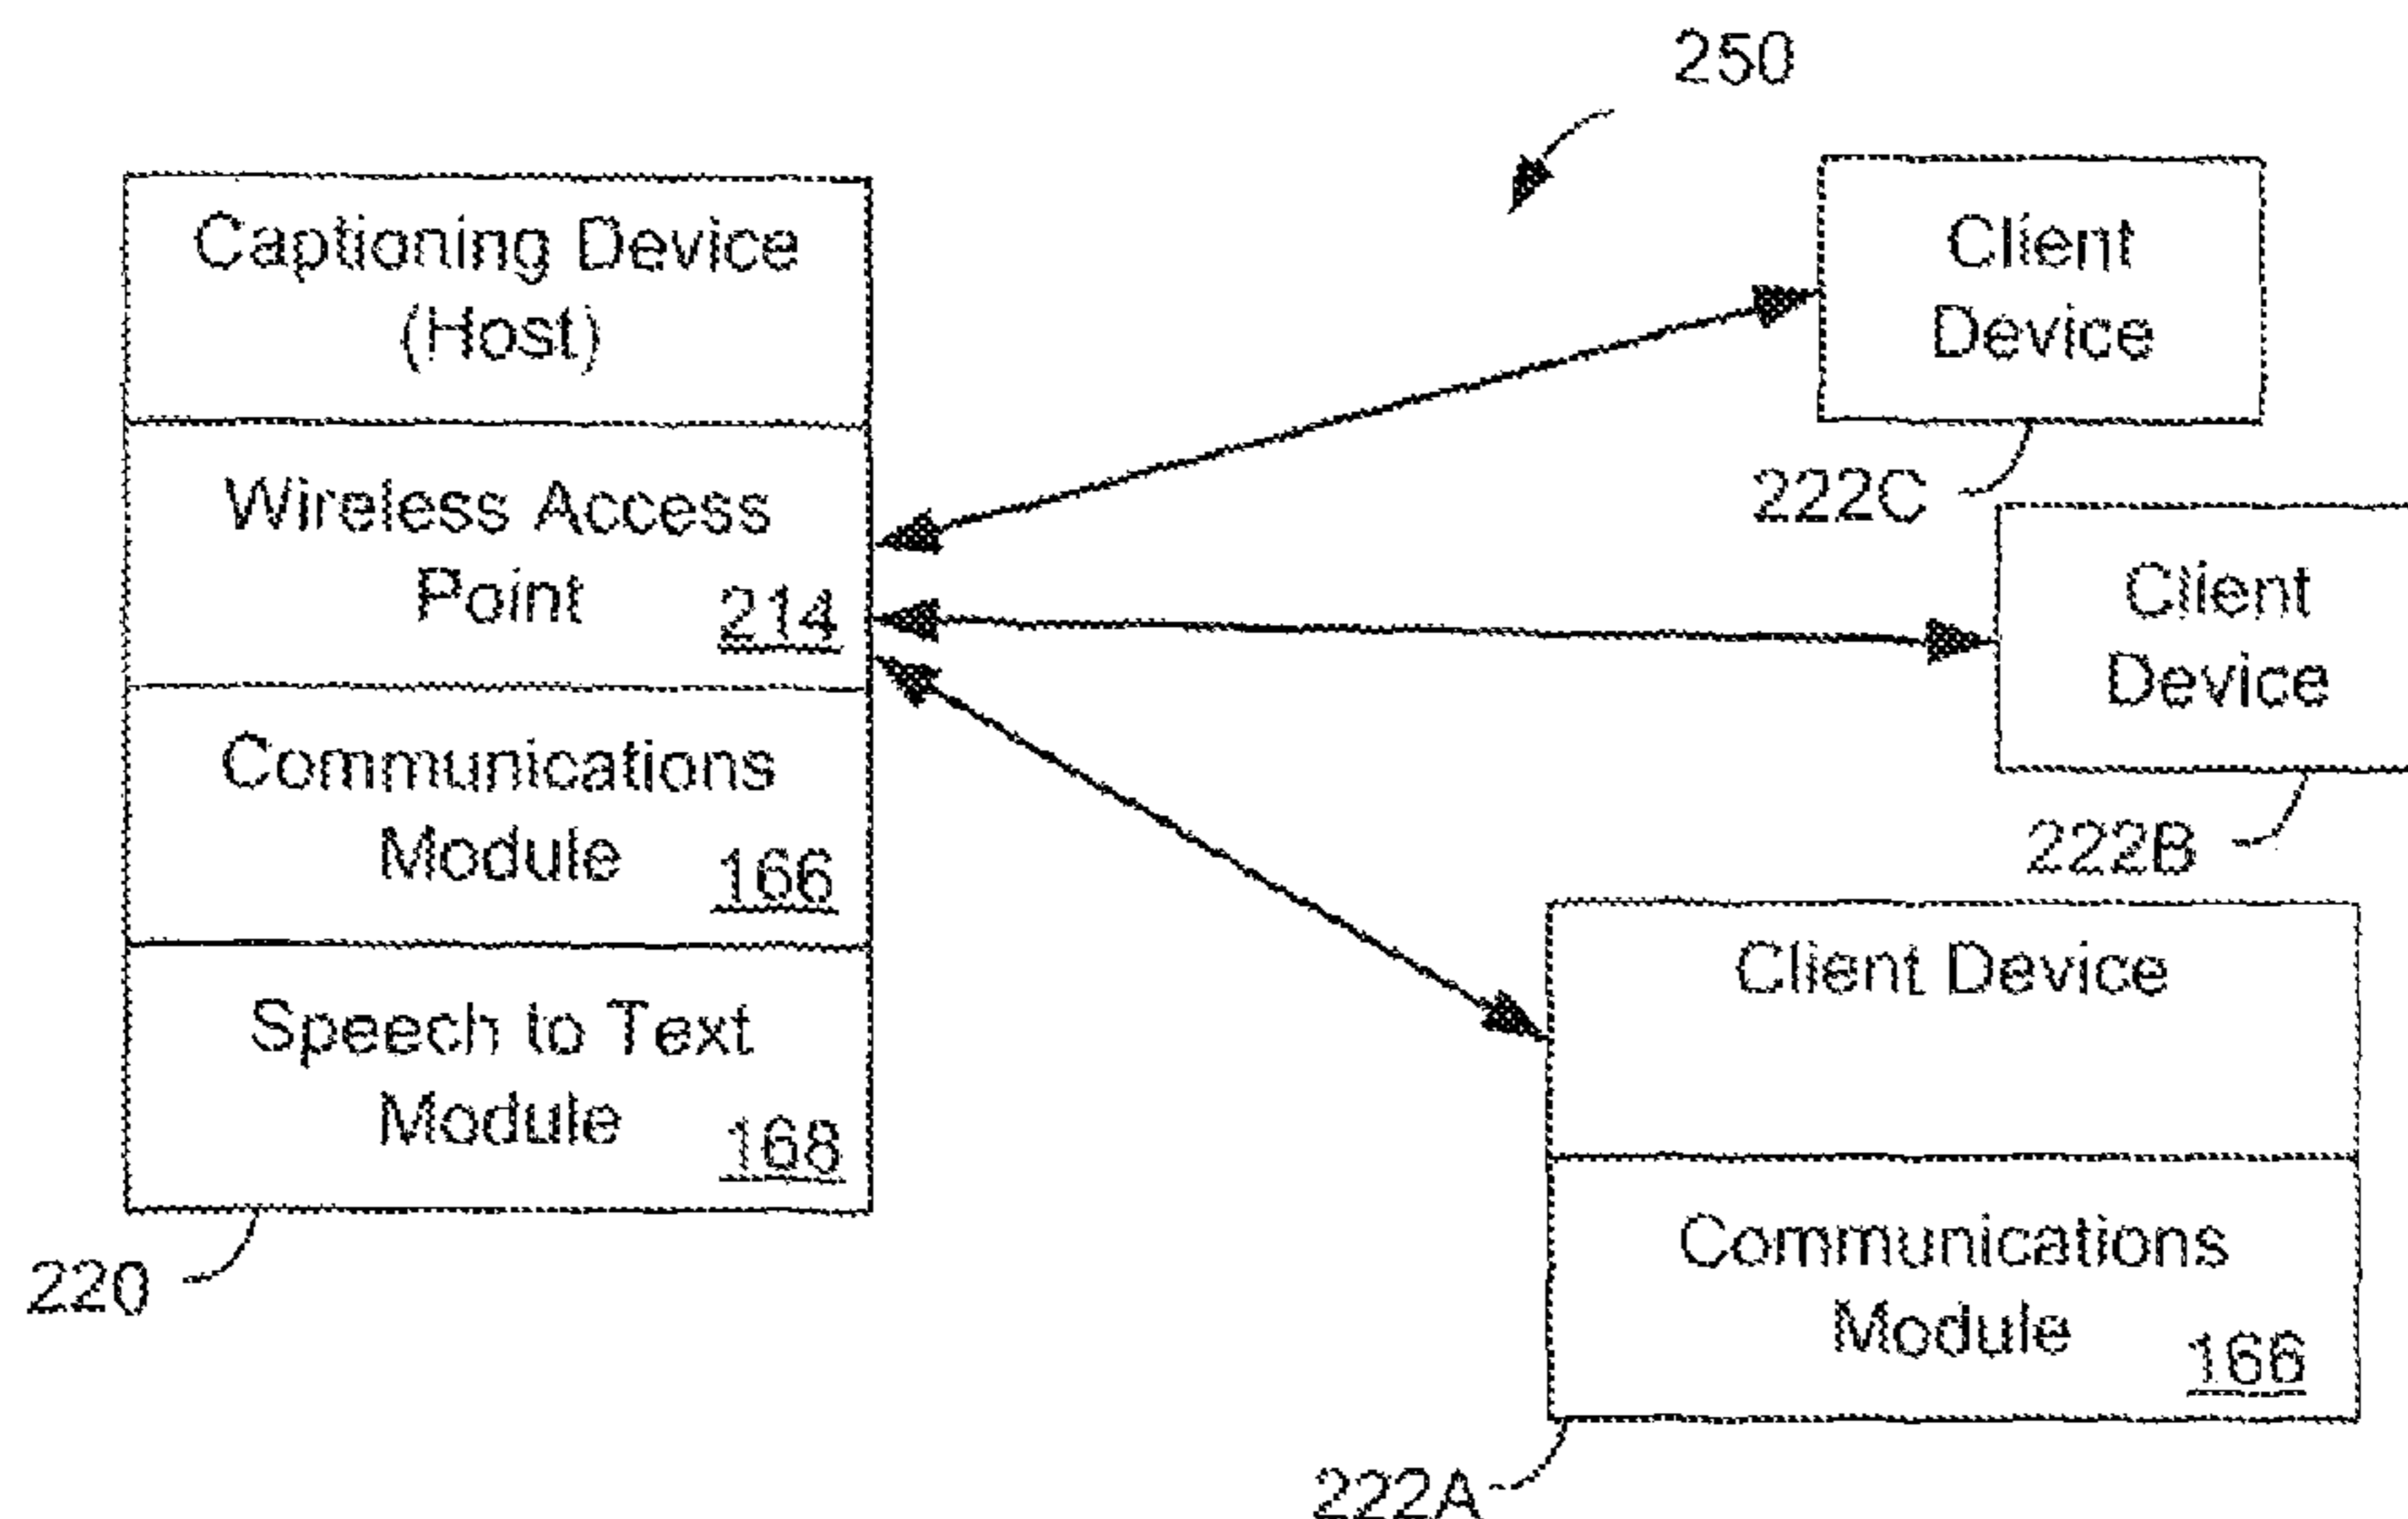 250
Captioning Device
(Host)
Wireless Access
Point 214
Communications
Module 166
Speech to Text
Module 168
220
Client
Device
222C
Client
Device
222B
Client Device
Communications
Module 166
222A